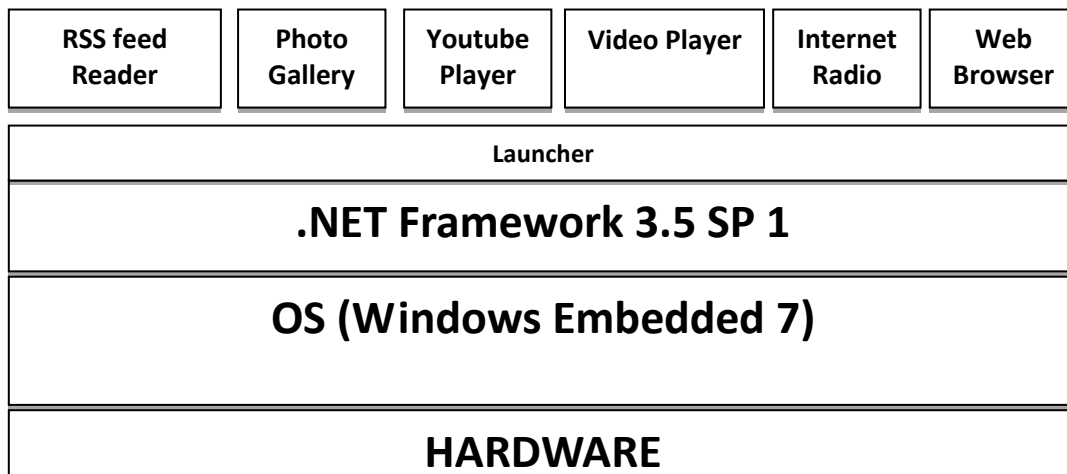 RSS feed
Reader
Photo
Gallery
Youtube
Player
Video Player
Internet
Radio
Web
Browser
Launcher
.NET Framework 3.5 SP 1
OS (Windows Embedded 7)
HARDWARE